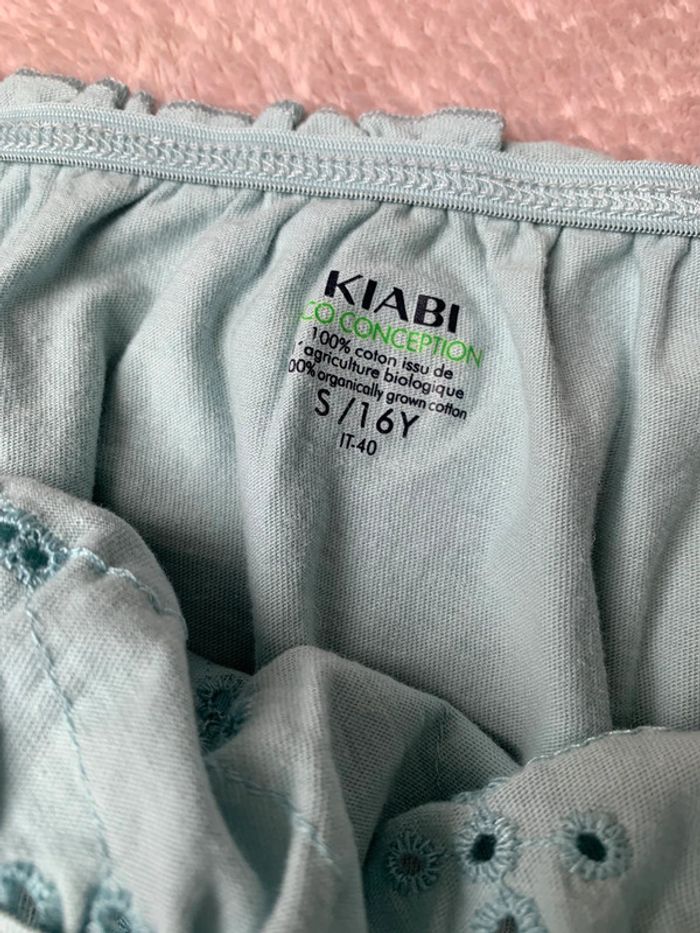 KIABI
CO CONCEPTION
100% coton issu de
'agriculture biologique
00% organically grown cotton
S/16Y
IT-40